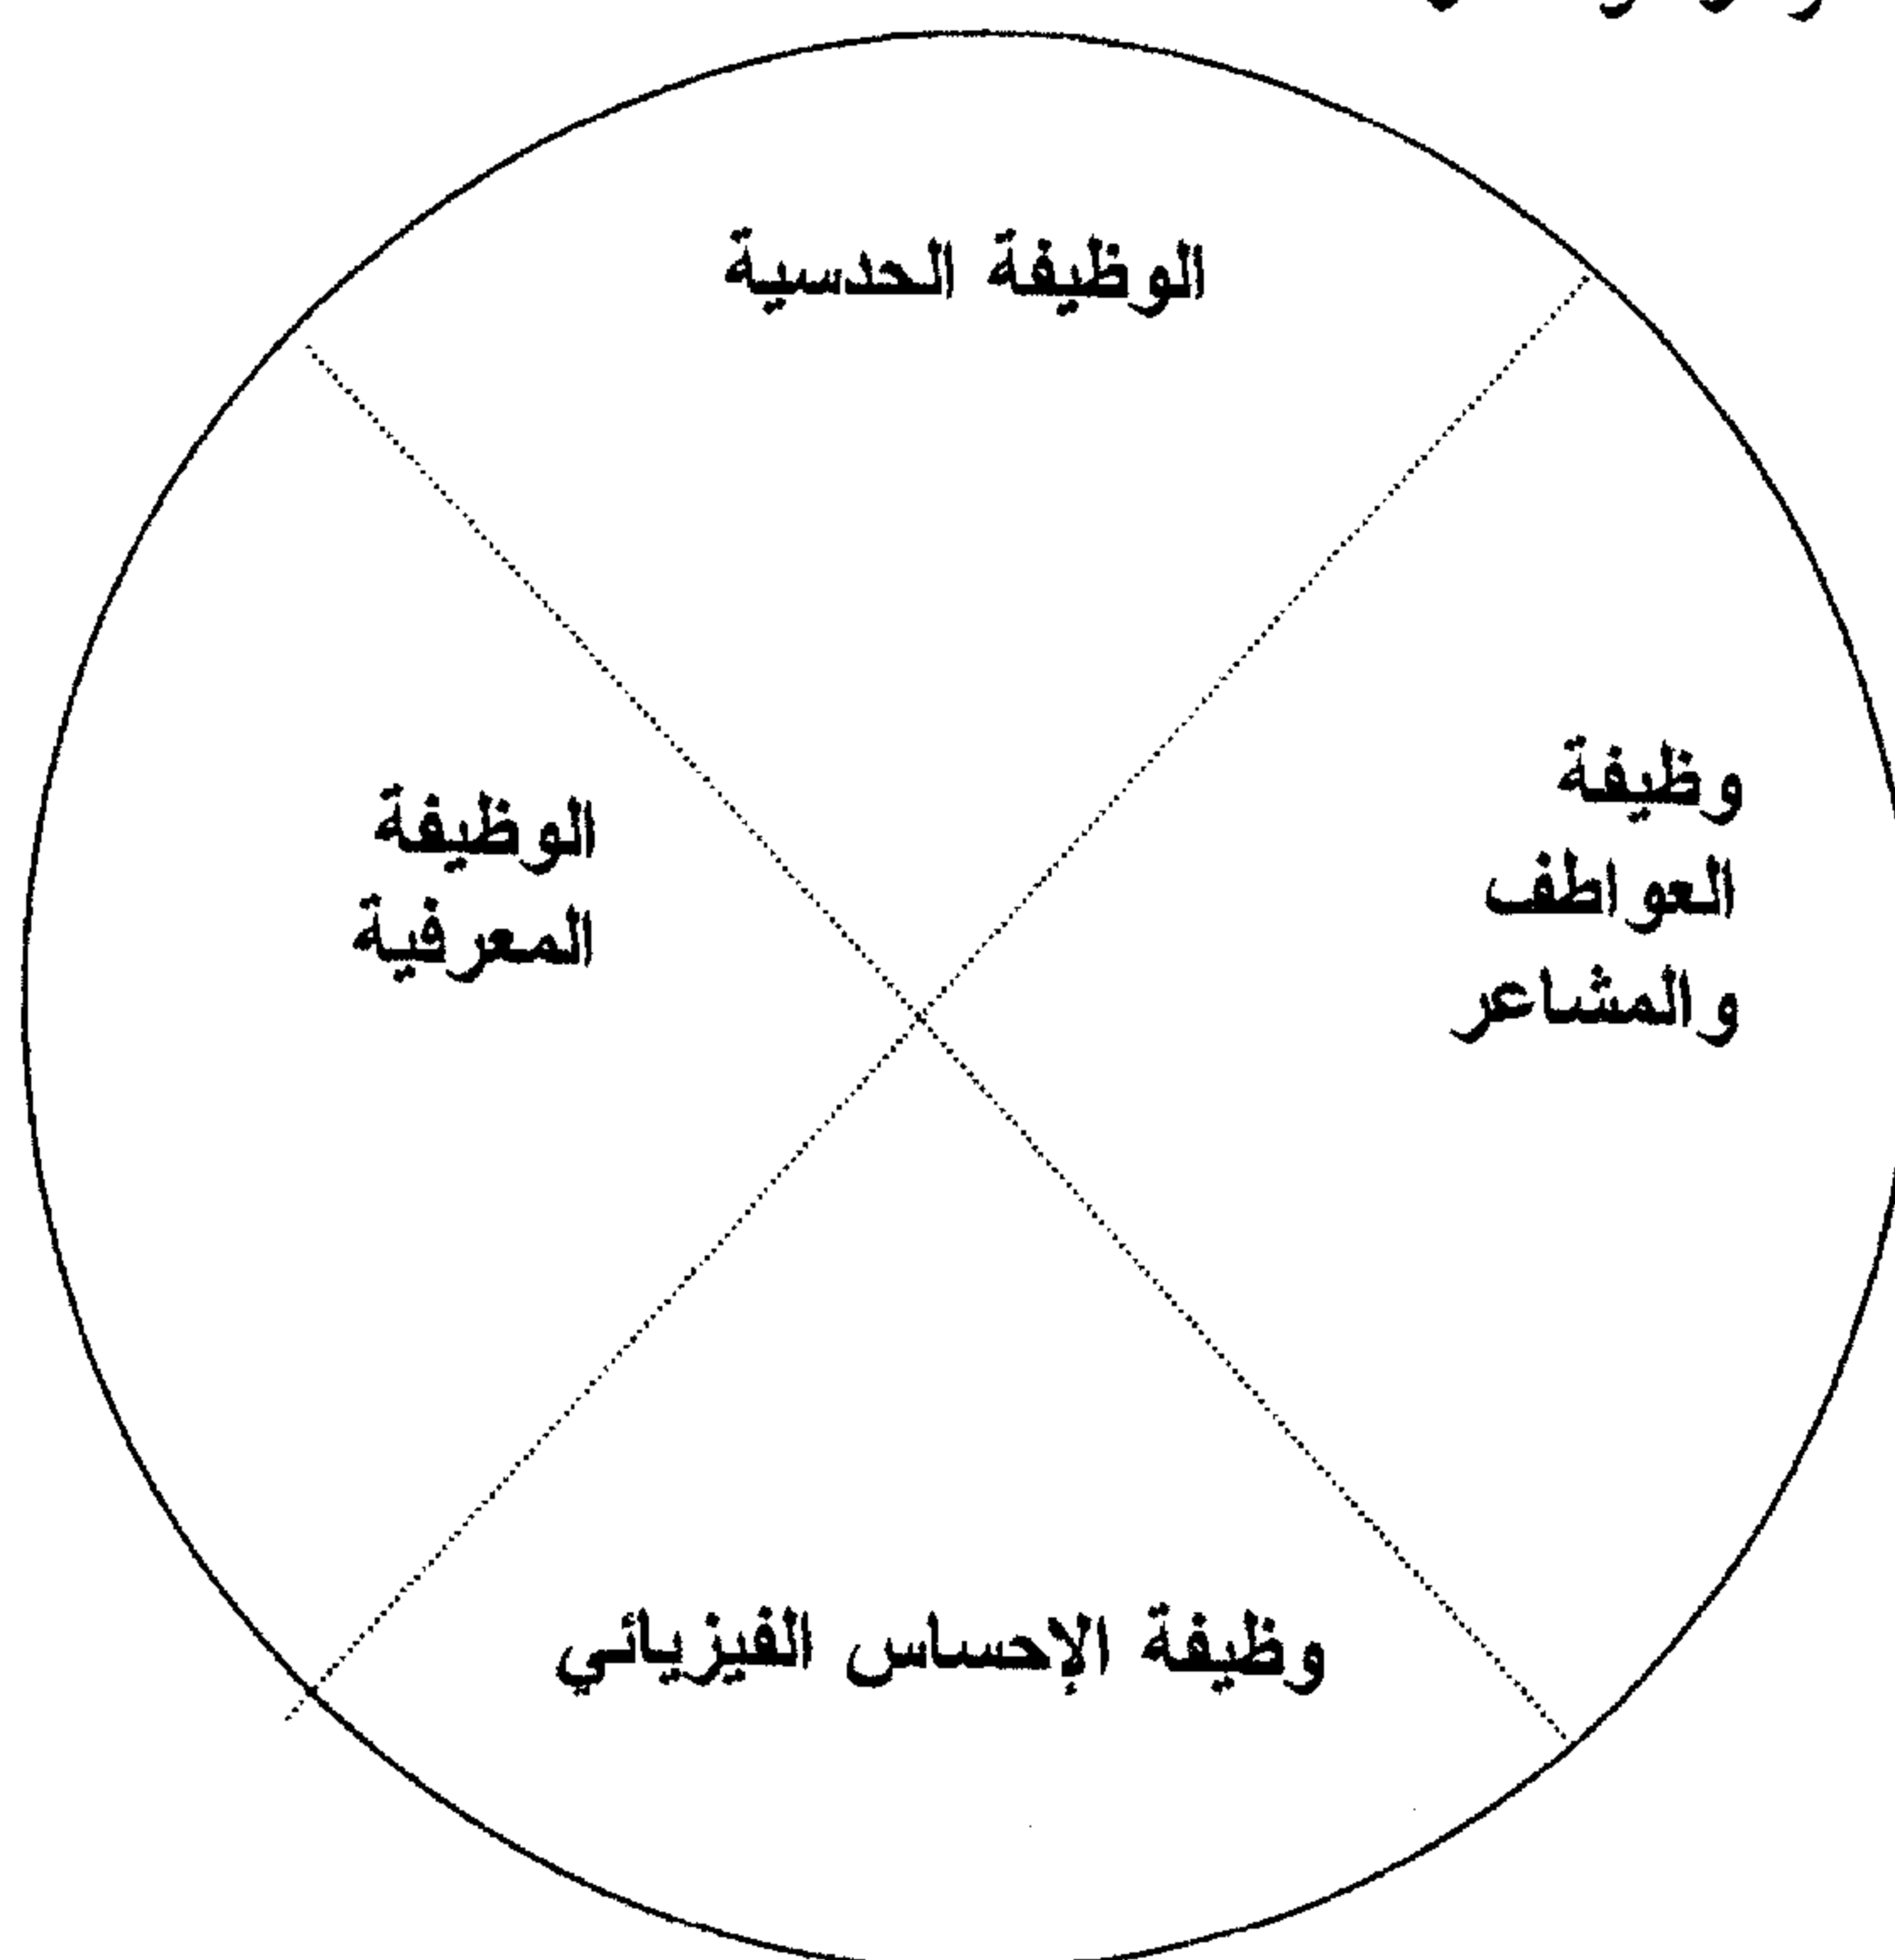 الوظيفة الحدسية
وظيفة
العواطف
والمشاعر
الوظيفة
المعرفية
وظيفة الإحساس الفيزيائي